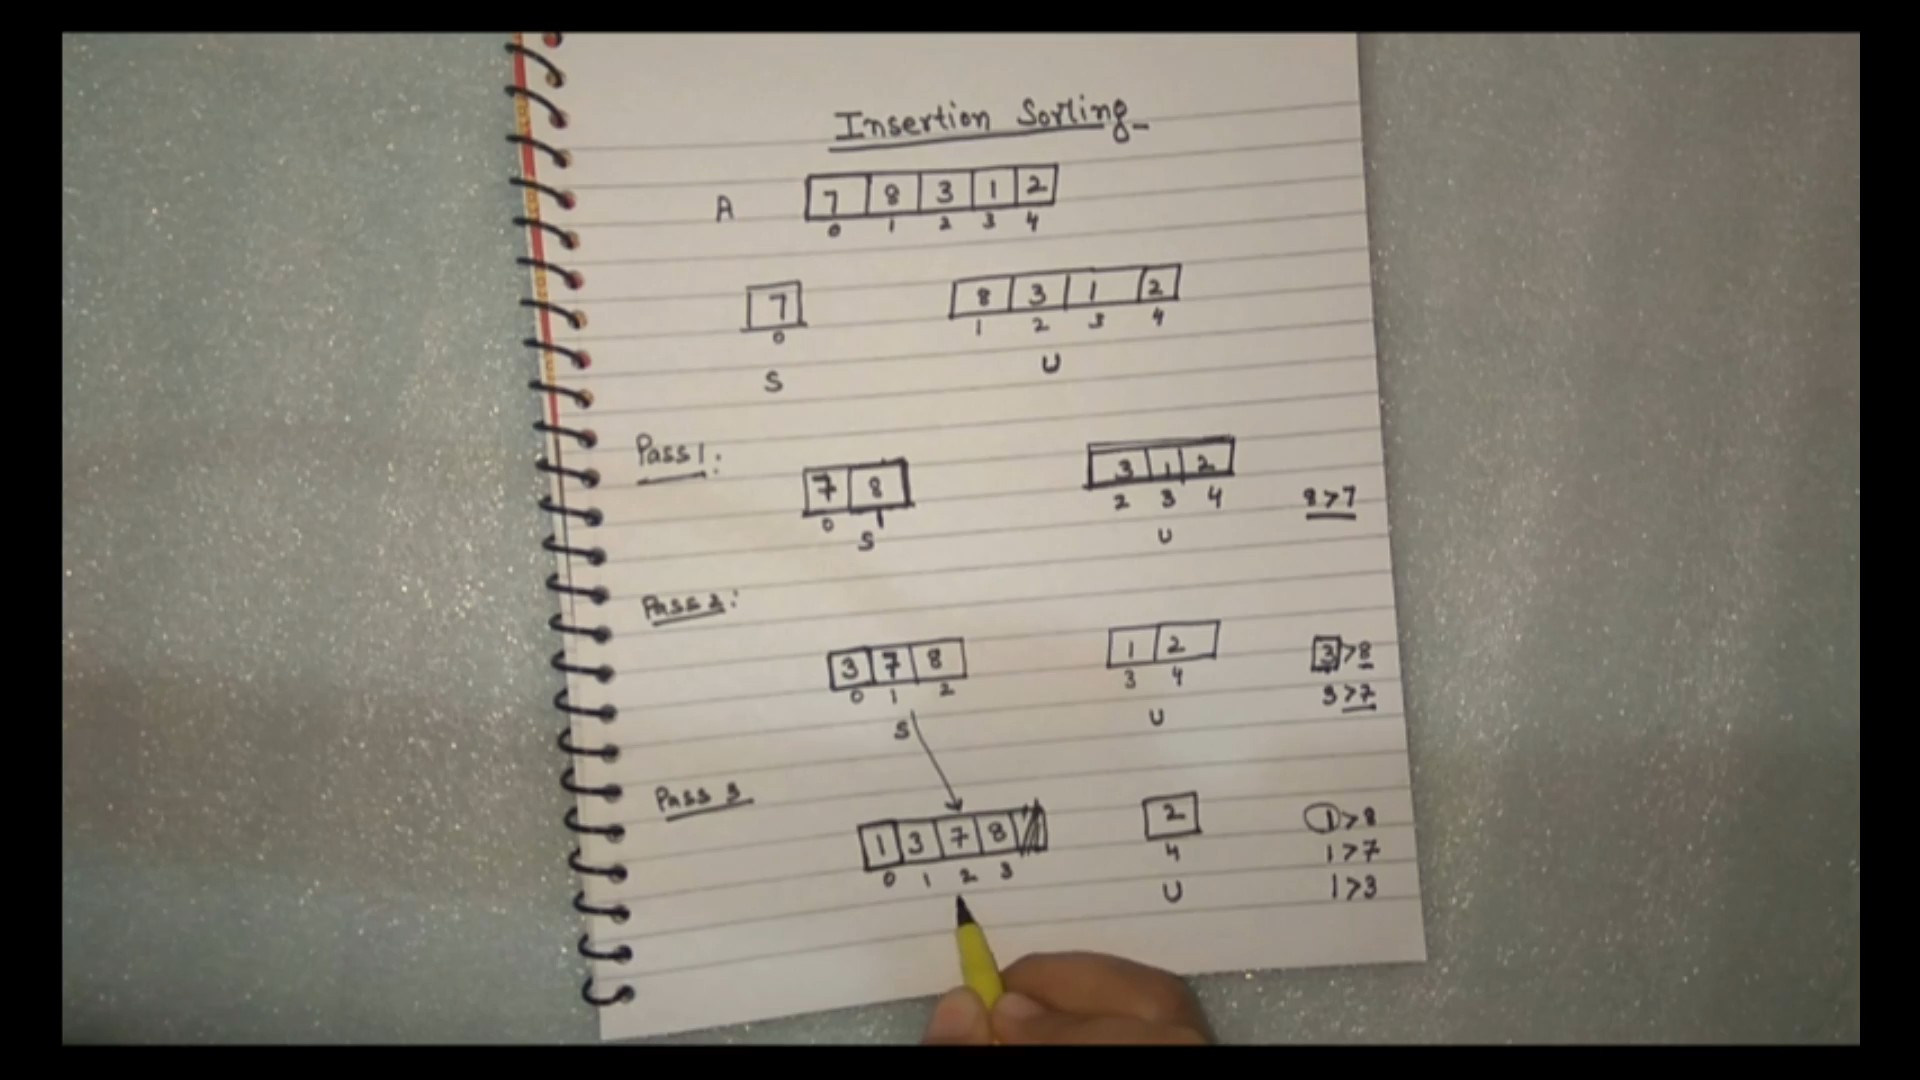 Insertion Sorting
A 7 8 3 1 2
0 1 2 3 4
7 8 3 1 2
0 1 2 3 4
S U
Pass 1:
7 8 3 1 2
0 1 2 3 4 8>7
S U
Pass 2:
3 7 8 1 2 3>8
0 1 2 3 4 3>7
S U
Pass 3
1 3 7 8 2 1>8
0 1 2 3 4 1>7
U 1>3